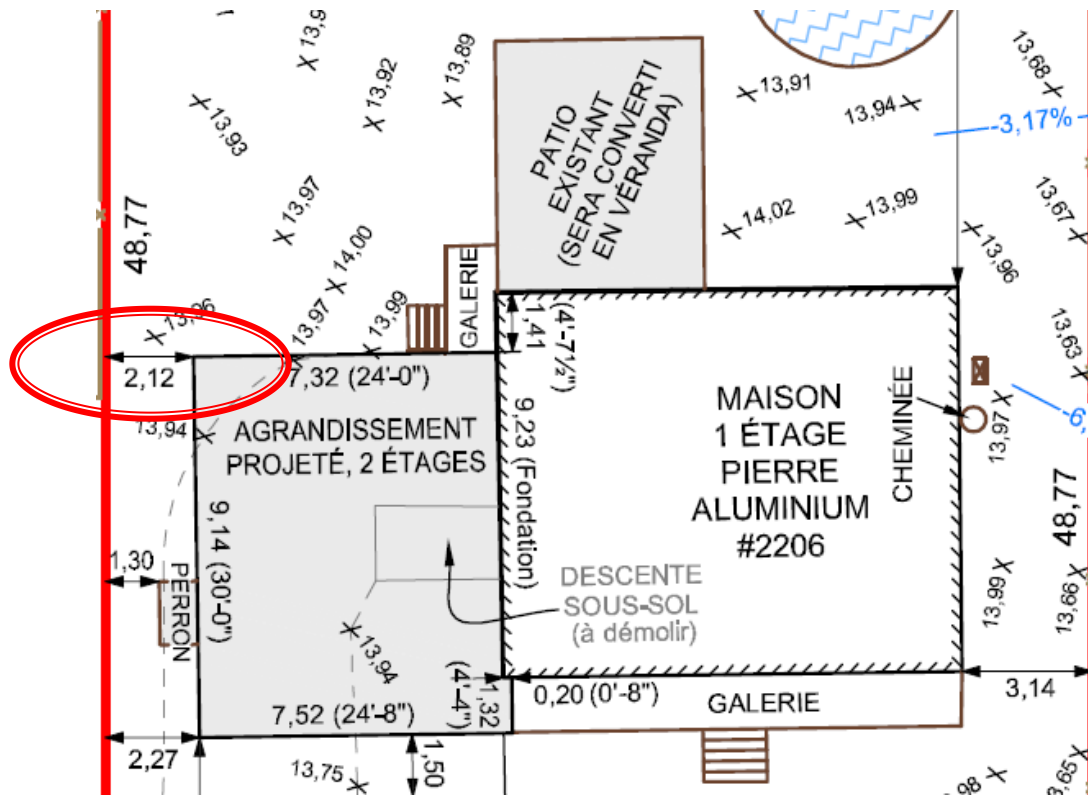 13,89
13,92
13,93
13,91
13,94
13,68
-3,17%
PATIO
EXISTANT
(SERA CONVERTI
EN VÉRANDA)
48,77
13,97
14,00
14,02
13,99
13,67
13,96
13,96
13,97
13,99
GALERIE
1,41
(4'-7½")
13,63
2,12
7,32 (24'-0")
13,94
AGRANDISSEMENT
PROJETÉ, 2 ÉTAGES
9,23 (Fondation)
MAISON
1 ÉTAGE
PIERRE
ALUMINIUM
#2206
CHEMINÉE
13,97
48,77
9,14 (30'-0")
1,30
PERRON
DESCENTE
SOUS-SOL
(à démolir)
13,99
13,66
13,94
1,32
(4'-4")
0,20 (0'-8")
GALERIE
3,14
7,52 (24'-8")
2,27
13,75
1,50